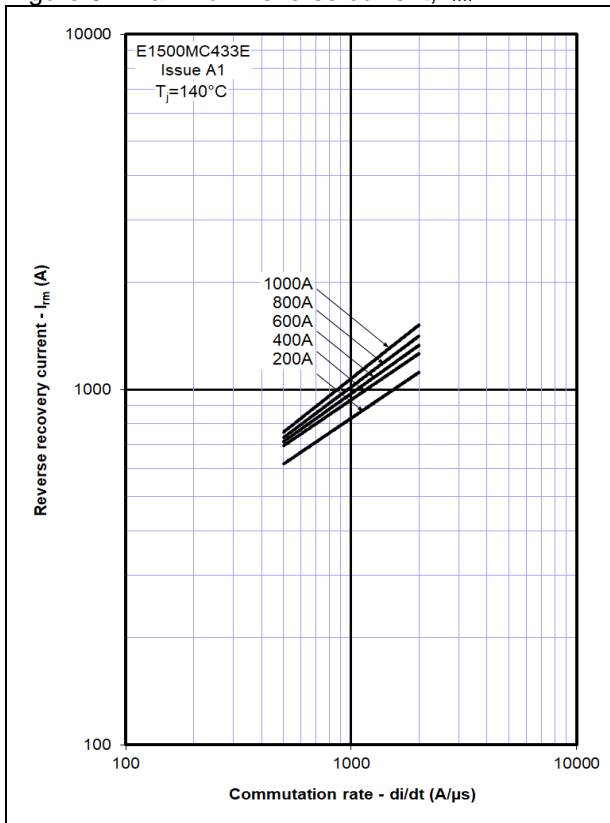 10000
E1500MC433E
Issue A1
Tj=140°C
1000A
800A
600A
400A
200A
1000
100
100
1000
10000
Reverse recovery current - Irm (A)
Commutation rate - di/dt (A/µs)